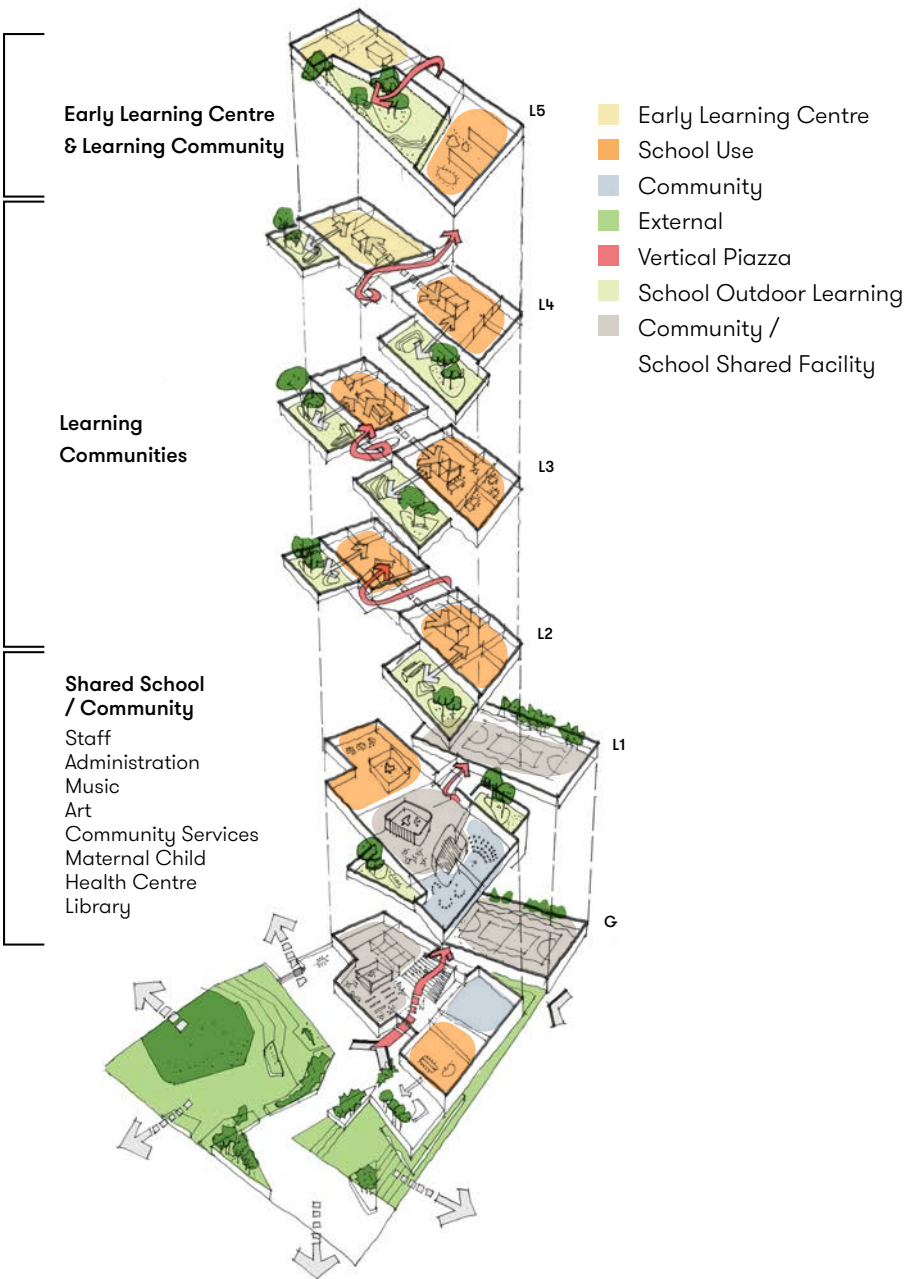 Early Learning Centre
& Learning Community
L5
Early Learning Centre
School Use
Community
External
Vertical Piazza
School Outdoor Learning
Community /
School Shared Facility
L4
Learning
Communities
L3
L2
Shared School
/ Community
Staff
Administration
Music
Art
Community Services
Maternal Child
Health Centre
Library
L1
G